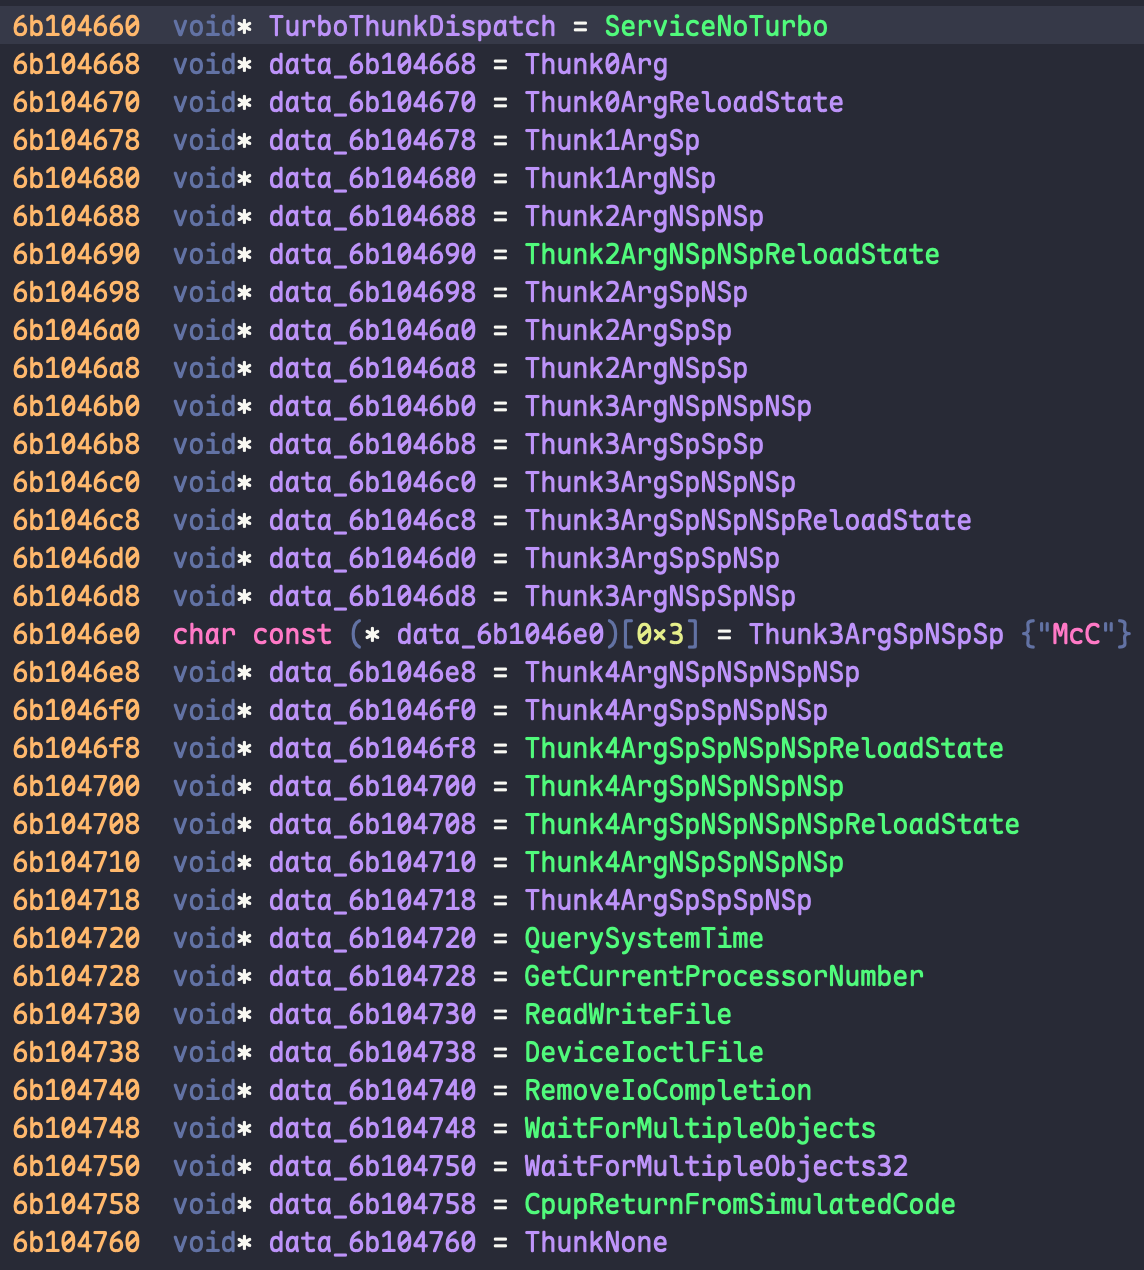 6b104660  void* TurboThunkDispatch = ServiceNoTurbo
6b104668  void* data_6b104668 = Thunk0Arg
6b104670  void* data_6b104670 = Thunk0ArgReloadState
6b104678  void* data_6b104678 = Thunk1ArgSp
6b104680  void* data_6b104680 = Thunk1ArgNSp
6b104688  void* data_6b104688 = Thunk2ArgNSpNSp
6b104690  void* data_6b104690 = Thunk2ArgNSpNSpReloadState
6b104698  void* data_6b104698 = Thunk2ArgSpNSp
6b1046a0  void* data_6b1046a0 = Thunk2ArgSpSp
6b1046a8  void* data_6b1046a8 = Thunk2ArgNSpSp
6b1046b0  void* data_6b1046b0 = Thunk3ArgNSpNSpNSp
6b1046b8  void* data_6b1046b8 = Thunk3ArgSpSpSp
6b1046c0  void* data_6b1046c0 = Thunk3ArgSpNSpNSp
6b1046c8  void* data_6b1046c8 = Thunk3ArgSpNSpNSpReloadState
6b1046d0  void* data_6b1046d0 = Thunk3ArgSpSpNSp
6b1046d8  void* data_6b1046d8 = Thunk3ArgNSpSpNSp
6b1046e0  char const (* data_6b1046e0)[0x3] = Thunk3ArgSpNSpSp {"McC"}
6b1046e8  void* data_6b1046e8 = Thunk4ArgNSpNSpNSpNSp
6b1046f0  void* data_6b1046f0 = Thunk4ArgSpSpNSpNSp
6b1046f8  void* data_6b1046f8 = Thunk4ArgSpSpNSpNSpReloadState
6b104700  void* data_6b104700 = Thunk4ArgSpNSpNSpNSp
6b104708  void* data_6b104708 = Thunk4ArgSpNSpNSpNSpReloadState
6b104710  void* data_6b104710 = Thunk4ArgNSpSpNSpNSp
6b104718  void* data_6b104718 = Thunk4ArgSpSpSpNSp
6b104720  void* data_6b104720 = QuerySystemTime
6b104728  void* data_6b104728 = GetCurrentProcessorNumber
6b104730  void* data_6b104730 = ReadWriteFile
6b104738  void* data_6b104738 = DeviceIoctlFile
6b104740  void* data_6b104740 = RemoveIoCompletion
6b104748  void* data_6b104748 = WaitForMultipleObjects
6b104750  void* data_6b104750 = WaitForMultipleObjects32
6b104758  void* data_6b104758 = CpupReturnFromSimulatedCode
6b104760  void* data_6b104760 = ThunkNone